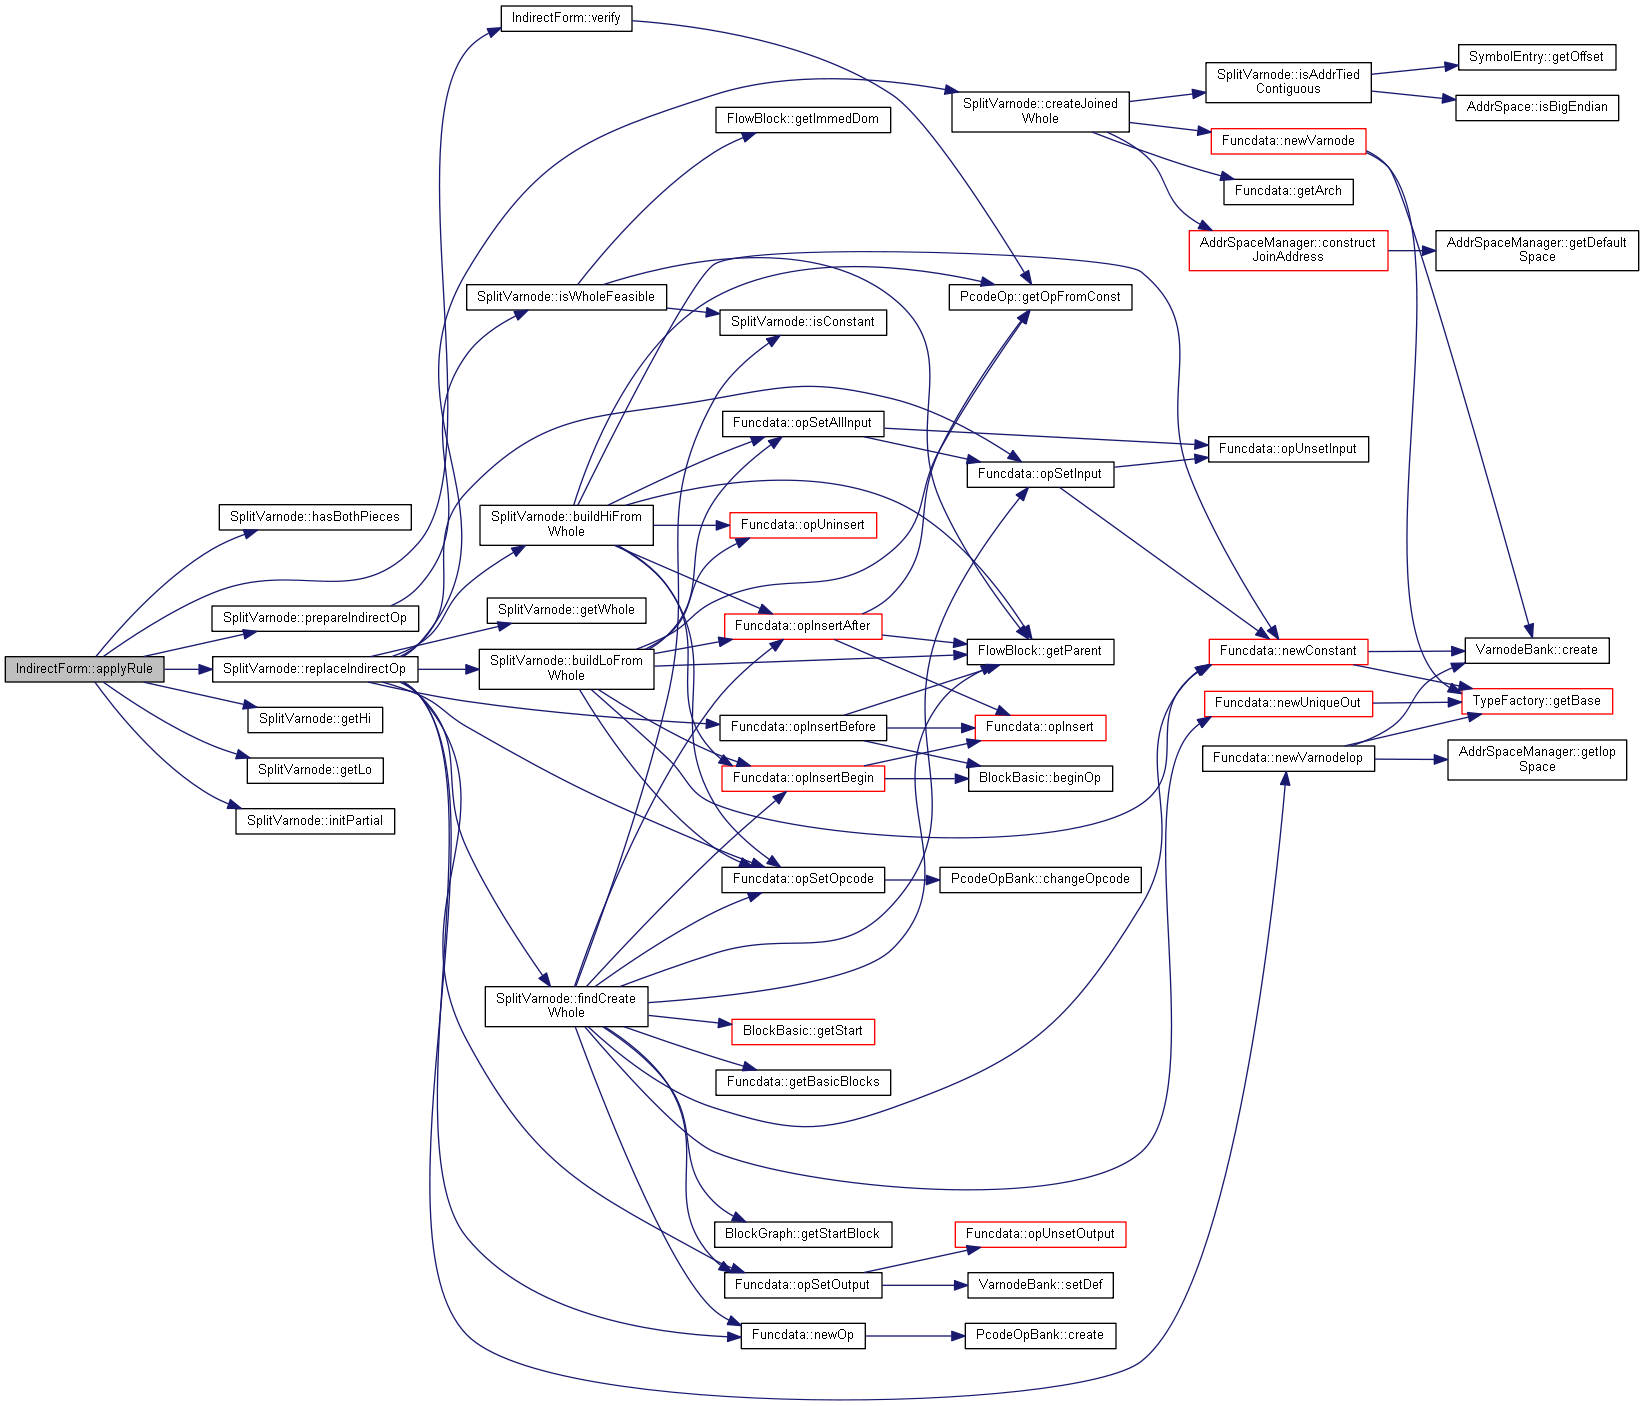 IndirectForm::verify
SymbolEntry::getOffset
SplitVarnode::isAddrTied
Contiguous
SplitVarnode::createJoined
Whole
AddrSpace::isBigEndian
FlowBlock::getImmedDom
Funcdata::newVarnode
Funcdata::getArch
AddrSpaceManager::construct
JoinAddress
AddrSpaceManager::getDefault
Space
SplitVarnode::isWholeFeasible
PcodeOp::getOpFromConst
SplitVarnode::isConstant
Funcdata::opSetAllInput
Funcdata::opUnsetInput
Funcdata::opSetInput
SplitVarnode::hasBothPieces
SplitVarnode::buildHiFrom
Whole
Funcdata::opUninsert
SplitVarnode::prepareIndirectOp
SplitVarnode::getWhole
Funcdata::opInsertAfter
FlowBlock::getParent
Funcdata::newConstant
VarnodeBank::create
IndirectForm::applyRule
SplitVarnode::replaceIndirectOp
SplitVarnode::buildLoFrom
Whole
Funcdata::newUniqueOut
TypeFactory::getBase
SplitVarnode::getHi
Funcdata::opInsertBefore
Funcdata::opInsert
Funcdata::newVarnodeIop
AddrSpaceManager::getIop
Space
SplitVarnode::getLo
Funcdata::opInsertBegin
BlockBasic::beginOp
SplitVarnode::initPartial
Funcdata::opSetOpcode
PcodeOpBank::changeOpcode
SplitVarnode::findCreate
Whole
BlockBasic::getStart
Funcdata::getBasicBlocks
BlockGraph::getStartBlock
Funcdata::opUnsetOutput
Funcdata::opSetOutput
VarnodeBank::setDef
Funcdata::newOp
PcodeOpBank::create